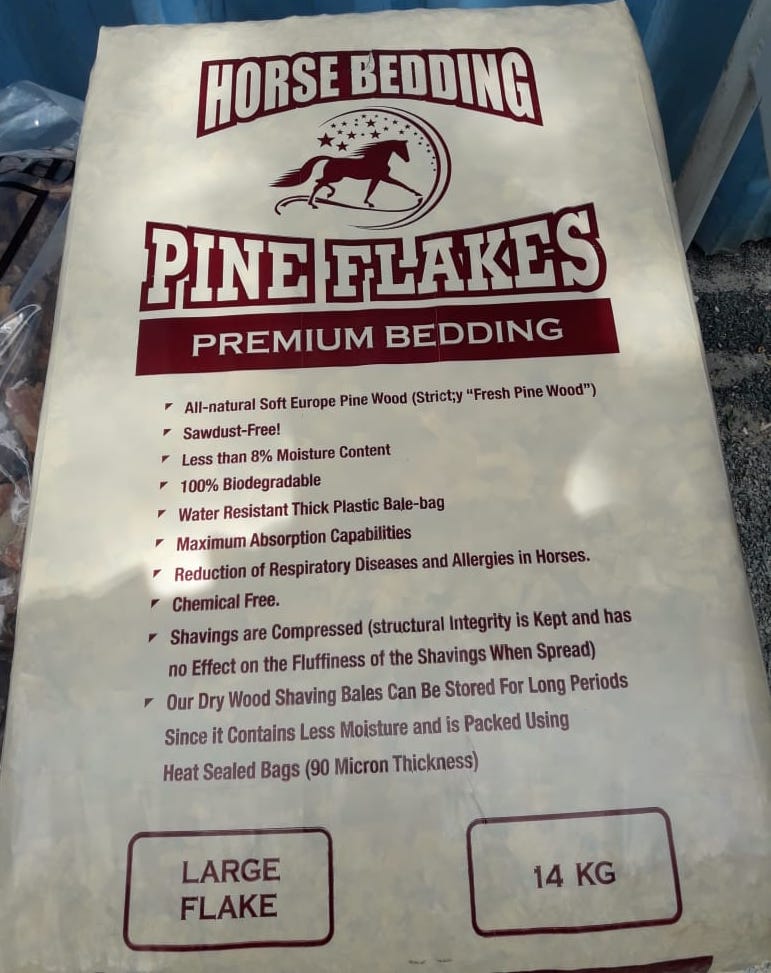 HORSE BEDDING
PINE FLAKES
PREMIUM BEDDING
All-natural Soft Europe Pine Wood (Strict;y “Fresh Pine Wood”)
Sawdust-Free!
Less than 8% Moisture Content
100% Biodegradable
Water Resistant Thick Plastic Bale-bag
Maximum Absorption Capabilities
Reduction of Respiratory Diseases and Allergies in Horses.
Chemical Free.
Shavings are Compressed (structural Integrity is Kept and has
no Effect on the Fluffiness of the Shavings When Spread)
Our Dry Wood Shaving Bales Can Be Stored For Long Periods
Since it Contains Less Moisture and is Packed Using
Heat Sealed Bags (90 Micron Thickness)
LARGE
FLAKE
14 KG